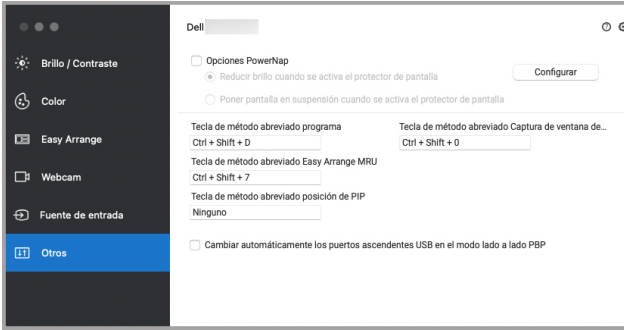 Dell
Brillo / Contraste
Color
Easy Arrange
Webcam
Fuente de entrada
Otros
Opciones PowerNap
Reducir brillo cuando se activa el protector de pantalla
Configurar
Poner pantalla en suspensión cuando se activa el protector de pantalla
Tecla de método abreviado programa
Tecla de método abreviado Captura de ventana de...
Ctrl + Shift + D
Ctrl + Shift + 0
Tecla de método abreviado Easy Arrange MRU
Ctrl + Shift + 7
Tecla de método abreviado posición de PIP
Ninguno
Cambiar automáticamente los puertos ascendentes USB en el modo lado a lado PBP